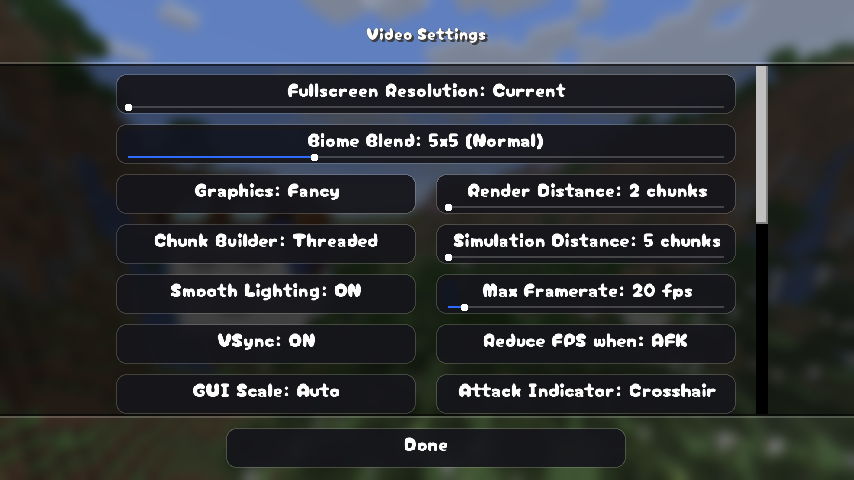 Video Settings
Fullscreen Resolution: Current
Biome Blend: 5x5 (Normal)
Graphics: Fancy
Render Distance: 2 chunks
Chunk Builder: Threaded
Simulation Distance: 5 chunks
Smooth Lighting: ON
Max Framerate: 20 fps
VSync: ON
Reduce FPS when: AFK
GUI Scale: Auto
Attack Indicator: Crosshair
Done